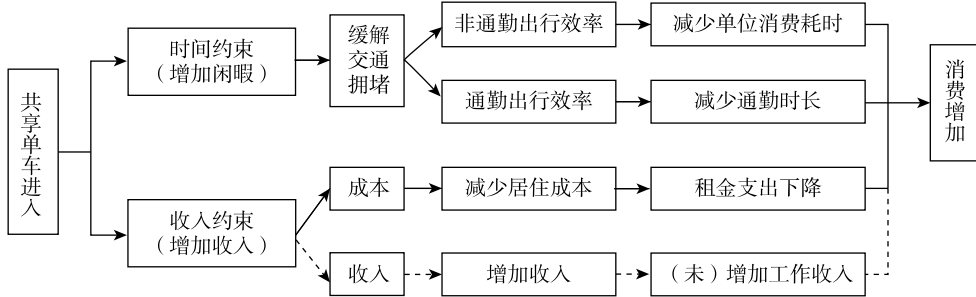 共享单车进入
时间约束
（增加闲暇）
缓解
交通
拥堵
非通勤出行效率
减少单位消费耗时
通勤出行效率
减少通勤时长
消费增加
收入约束
（增加收入）
成本
减少居住成本
租金支出下降
收入
增加收入
（未）增加工作收入